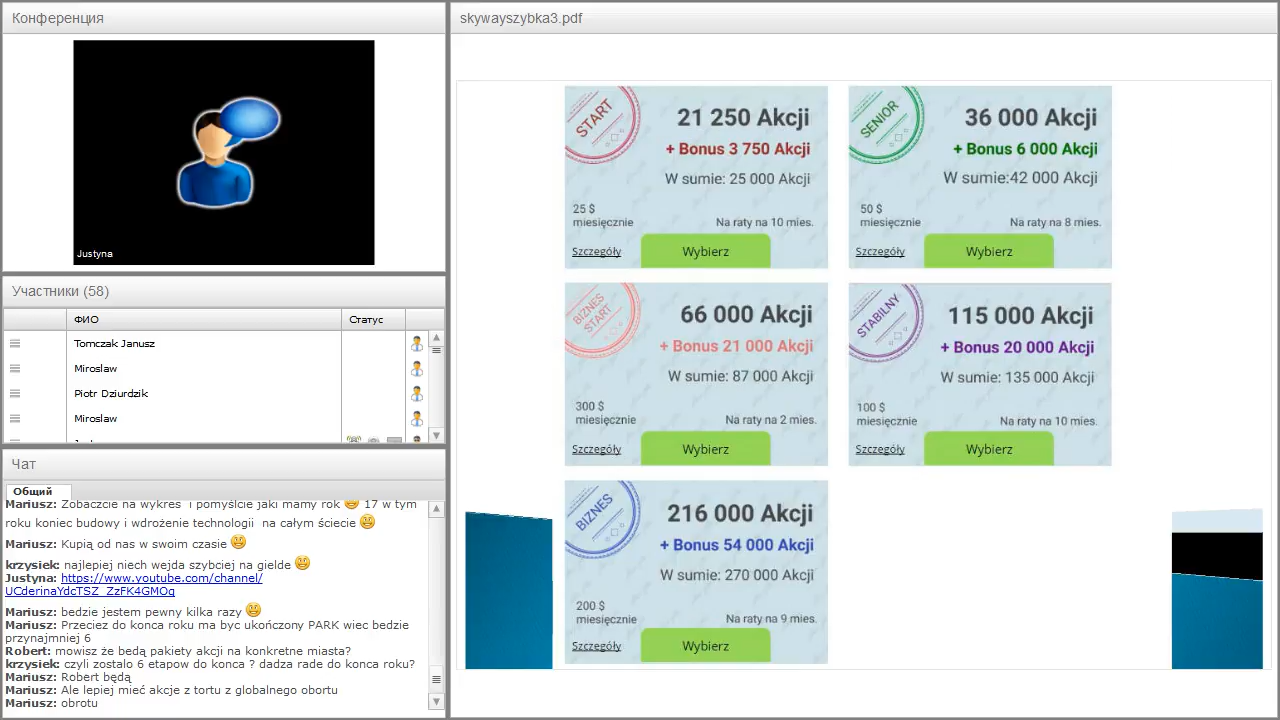 Конференция
Justyna
Участники (58)
ФИО
Статус
Tomczak Janusz
Miroslaw
Piotr Dziurdzik
Miroslaw
Чат
Общий
Mariusz: Zobaczcie na wykres i pomyście jaki mamy rok 17 w tym
roku koniec budowy i wdrożenie technologii na całym ściecie
Mariusz: Kupią od nas w swoim czasie
krzysiek: najlepiej niech wejda szybciej na gielde
Justyna: https://www.youtube.com/channel/
UCderinaYdcTSZ_ZzFK4GMOq
Mariusz: bedzie jestem pewny kilka razy
Mariusz: Przeciez do konca roku ma byc ukończony PARK wiec bedzie
przynajmniej 6
Robert: mowisz że bedą pakiety akcji na konkretne miasta?
krzysiek: czyli zostalo 6 etapow do konca ? dadza rade do konca roku?
Mariusz: Robert będą
Mariusz: Ale lepiej mieć akcje z tortu z globalnego obortu
Mariusz: obrotu
skywayszybka3.pdf
START
21 250 Akcji
+ Bonus 3 750 Akcji
W sumie: 25 000 Akcji
25 $
miesięcznie
Na raty na 10 mies.
Szczegóły
Wybierz
SENIOR
36 000 Akcji
+ Bonus 6 000 Akcji
W sumie:42 000 Akcji
50 $
miesięcznie
Na raty na 8 mies.
Szczegóły
Wybierz
BIZNES
START
66 000 Akcji
+ Bonus 21 000 Akcji
W sumie: 87 000 Akcji
300 $
miesięcznie
Na raty na 2 mies.
Szczegóły
Wybierz
STABILNY
115 000 Akcji
+ Bonus 20 000 Akcji
W sumie: 135 000 Akcji
100 $
miesięcznie
Na raty na 10 mies.
Szczegóły
Wybierz
BIZNES
216 000 Akcji
+ Bonus 54 000 Akcji
W sumie: 270 000 Akcji
200 $
miesięcznie
Na raty na 9 mies.
Szczegóły
Wybierz